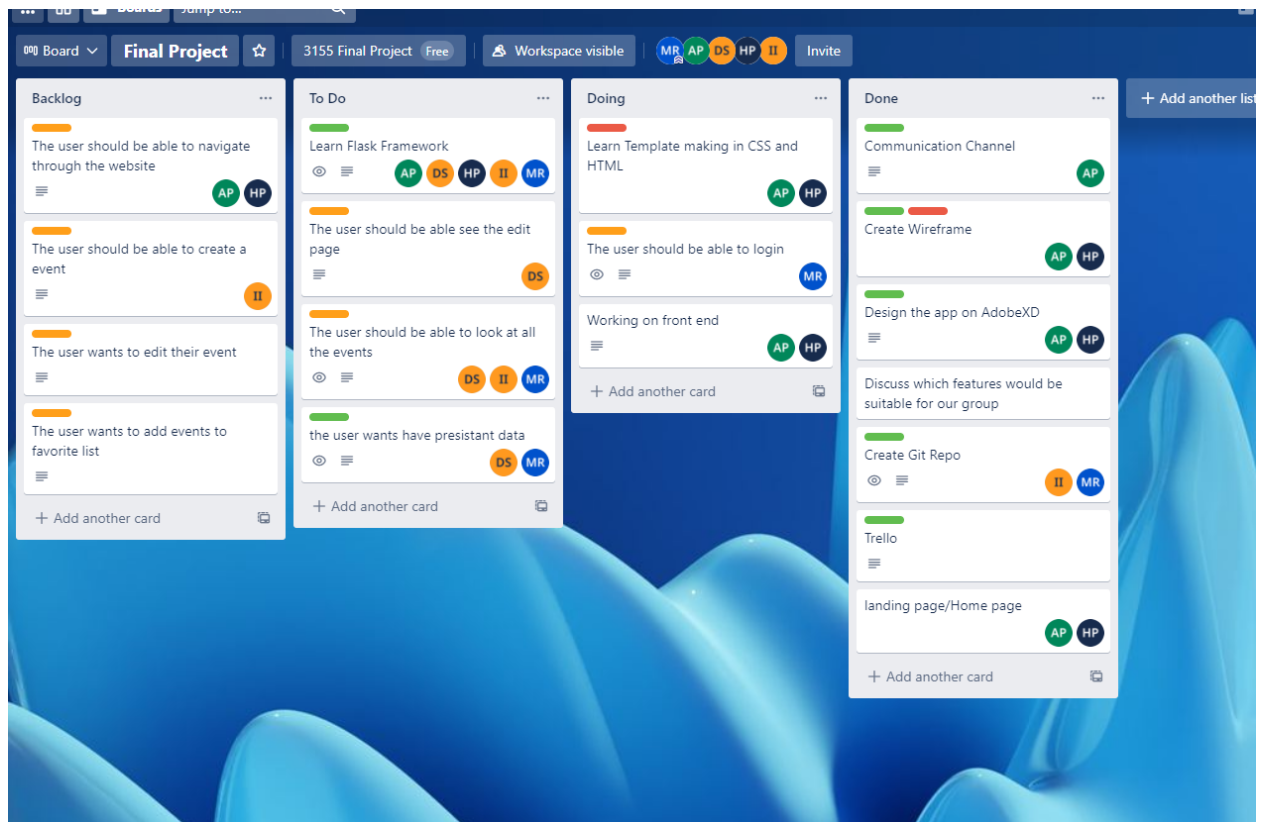 Boards
Jump to...
Board
Final Project
3155 Final Project
Free
Workspace visible
MR
AP
DS
HP
II
Invite
Backlog
The user should be able to navigate
through the website
AP
HP
The user should be able to create a
event
II
The user wants to edit their event
The user wants to add events to
favorite list
+ Add another card
To Do
Learn Flask Framework
AP
DS
HP
II
MR
The user should be able see the edit
page
DS
The user should be able to look at all
the events
DS
II
MR
the user wants have presistant data
DS
MR
+ Add another card
Doing
Learn Template making in CSS and
HTML
AP
HP
The user should be able to login
MR
Working on front end
AP
HP
+ Add another card
Done
Communication Channel
AP
Create Wireframe
AP
HP
Design the app on AdobeXD
AP
HP
Discuss which features would be
suitable for our group
Create Git Repo
II
MR
Trello
landing page/Home page
AP
HP
+ Add another card
+ Add another list